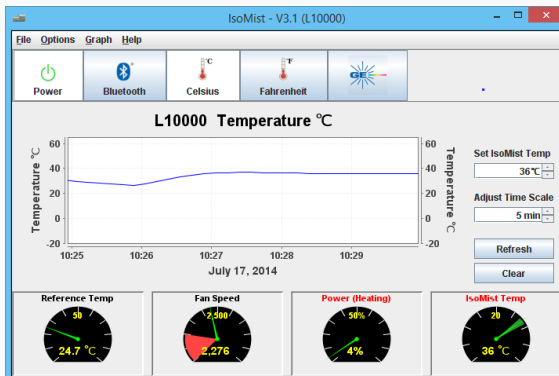 IsoMist - V3.1 (L10000)
File Options Graph Help
Power Bluetooth °C Celsius °F Fahrenheit GE
L10000 Temperature °C
Temperature °C
60
40
20
0
-20
10:25 10:26 10:27 10:28 10:29
July 17, 2014
60
40
20
0
-20
Temperature °C
Set IsoMist Temp
36°C
Adjust Time Scale
5 min
Refresh
Clear
Reference Temp
50
24.7 °C
Fan Speed
2,500
2,276
Power (Heating)
50%
4%
IsoMist Temp
20
36 °C